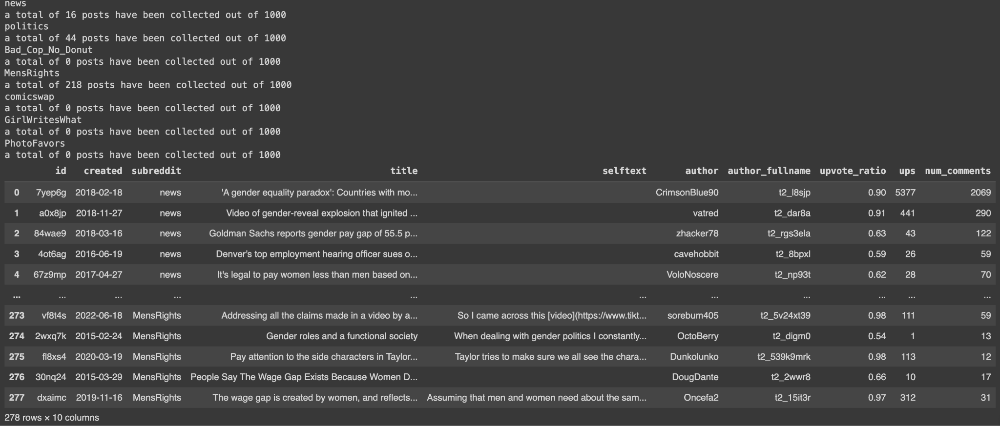 news
a total of 16 posts have been collected out of 1000
politics
a total of 44 posts have been collected out of 1000
Bad_Cop_No_Donut
a total of 0 posts have been collected out of 1000
MensRights
a total of 218 posts have been collected out of 1000
comicswap
a total of 0 posts have been collected out of 1000
GirlWritesWhat
a total of 0 posts have been collected out of 1000
PhotoFavors
a total of 0 posts have been collected out of 1000
id created subreddit title selftext author author_fullname upvote_ratio ups num_comments
0 7yep6g 2018-02-18 news 'A gender equality paradox': Countries with mo... CrimsonBlue90 t2_l8sjp 0.90 5377 2069
1 a0x8jp 2018-11-27 news Video of gender-reveal explosion that ignited ... vatred t2_dar8a 0.91 441 290
2 84wae9 2018-03-16 news Goldman Sachs reports gender pay gap of 55.5 p... zhacker78 t2_rgs3ela 0.63 43 122
3 4ot6ag 2016-06-19 news Denver's top employment hearing officer sues o... cavehobbit t2_8bpxl 0.59 26 59
4 67z9mp 2017-04-27 news It's legal to pay women less than men based on... VoloNoscere t2_np93t 0.62 28 70
... ... ... ... ... ... ... ... ... ... ...
273 vf8t4s 2022-06-18 MensRights Addressing all the claims made in a video by a... So I came across this [video](https://www.tikt... sorebum405 t2_5v24xt39 0.98 111 59
274 2wxq7k 2015-02-24 MensRights Gender roles and a functional society When dealing with gender politics I constantly... OctoBerry t2_digm0 0.54 1 13
275 fl8xs4 2020-03-19 MensRights Pay attention to the side characters in Taylor... Taylor tries to make sure we all see the chara... Dunkolunko t2_539k9mrk 0.98 113 12
276 30nq24 2015-03-29 MensRights People Say The Wage Gap Exists Because Women D... DougDante t2_2wwr8 0.66 10 17
277 dxaimc 2019-11-16 MensRights The wage gap is created by women, and reflects... Assuming that men and women need about the sam... Oncefa2 t2_15it3r 0.97 312 31
278 rows × 10 columns